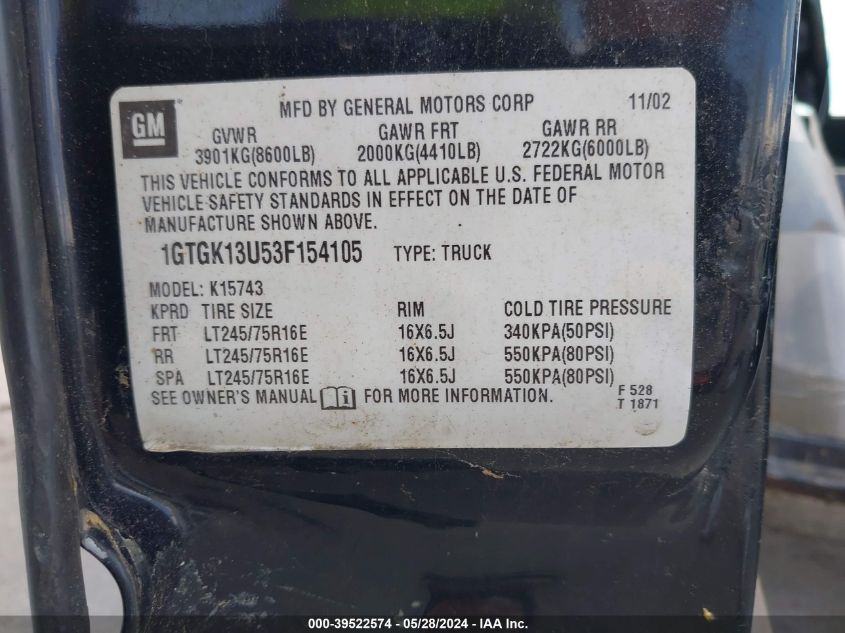 GM
MFD BY GENERAL MOTORS CORP 11/02
GVWR GAWR FRT GAWR RR
3901KG(8600LB) 2000KG(4410LB) 2722KG(6000LB)
THIS VEHICLE CONFORMS TO ALL APPLICABLE U.S. FEDERAL MOTOR
VEHICLE SAFETY STANDARDS IN EFFECT ON THE DATE OF
MANUFACTURE SHOWN ABOVE.
1GTGK13U53F154105 TYPE: TRUCK
MODEL: K15743
KPRD TIRE SIZE RIM COLD TIRE PRESSURE
FRT LT245/75R16E 16X6.5J 340KPA(50PSI)
RR LT245/75R16E 16X6.5J 550KPA(80PSI)
SPA LT245/75R16E 16X6.5J 550KPA(80PSI)
SEE OWNER'S MANUAL i FOR MORE INFORMATION.
F 528
T 1871
000-39522574 - 05/28/2024 - IAA Inc.